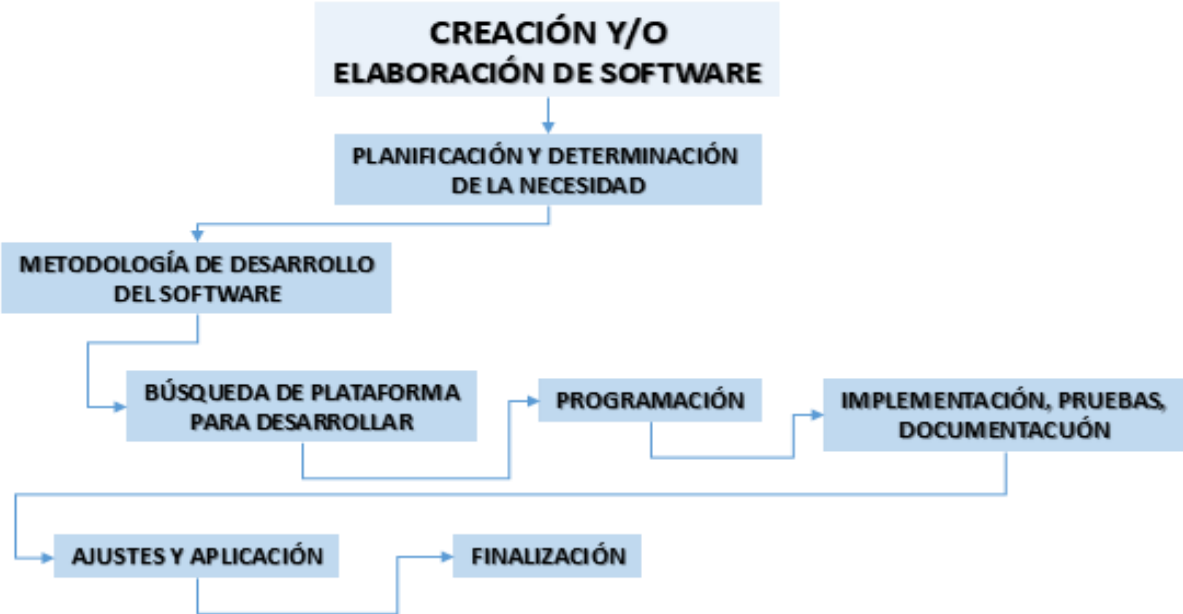 CREACIÓN Y/O
ELABORACIÓN DE SOFTWARE
PLANIFICACIÓN Y DETERMINACIÓN
DE LA NECESIDAD
METODOLOGÍA DE DESARROLLO
DEL SOFTWARE
BÚSQUEDA DE PLATAFORMA
PARA DESARROLLAR
PROGRAMACIÓN
IMPLEMENTACIÓN, PRUEBAS,
DOCUMENTACUÓN
AJUSTES Y APLICACIÓN
FINALIZACIÓN